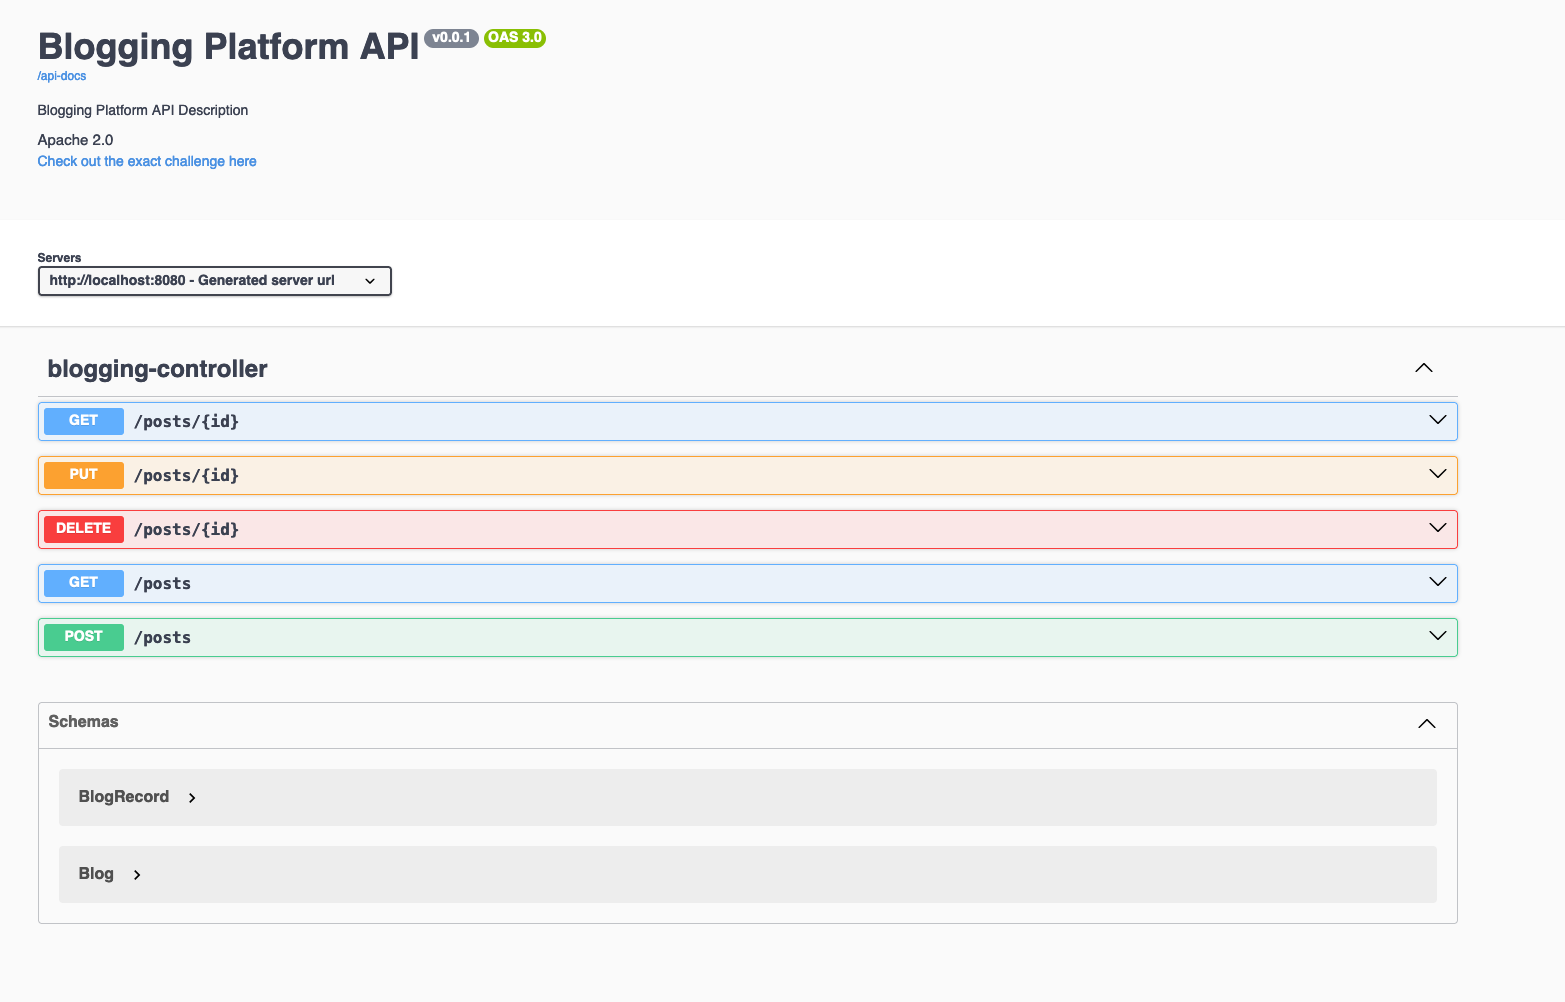 Blogging Platform API v0.0.1 OAS 3.0
/api-docs
Blogging Platform API Description
Apache 2.0
Check out the exact challenge here
Servers
http://localhost:8080 - Generated server url
blogging-controller
GET /posts/{id}
PUT /posts/{id}
DELETE /posts/{id}
GET /posts
POST /posts
Schemas
BlogRecord
Blog